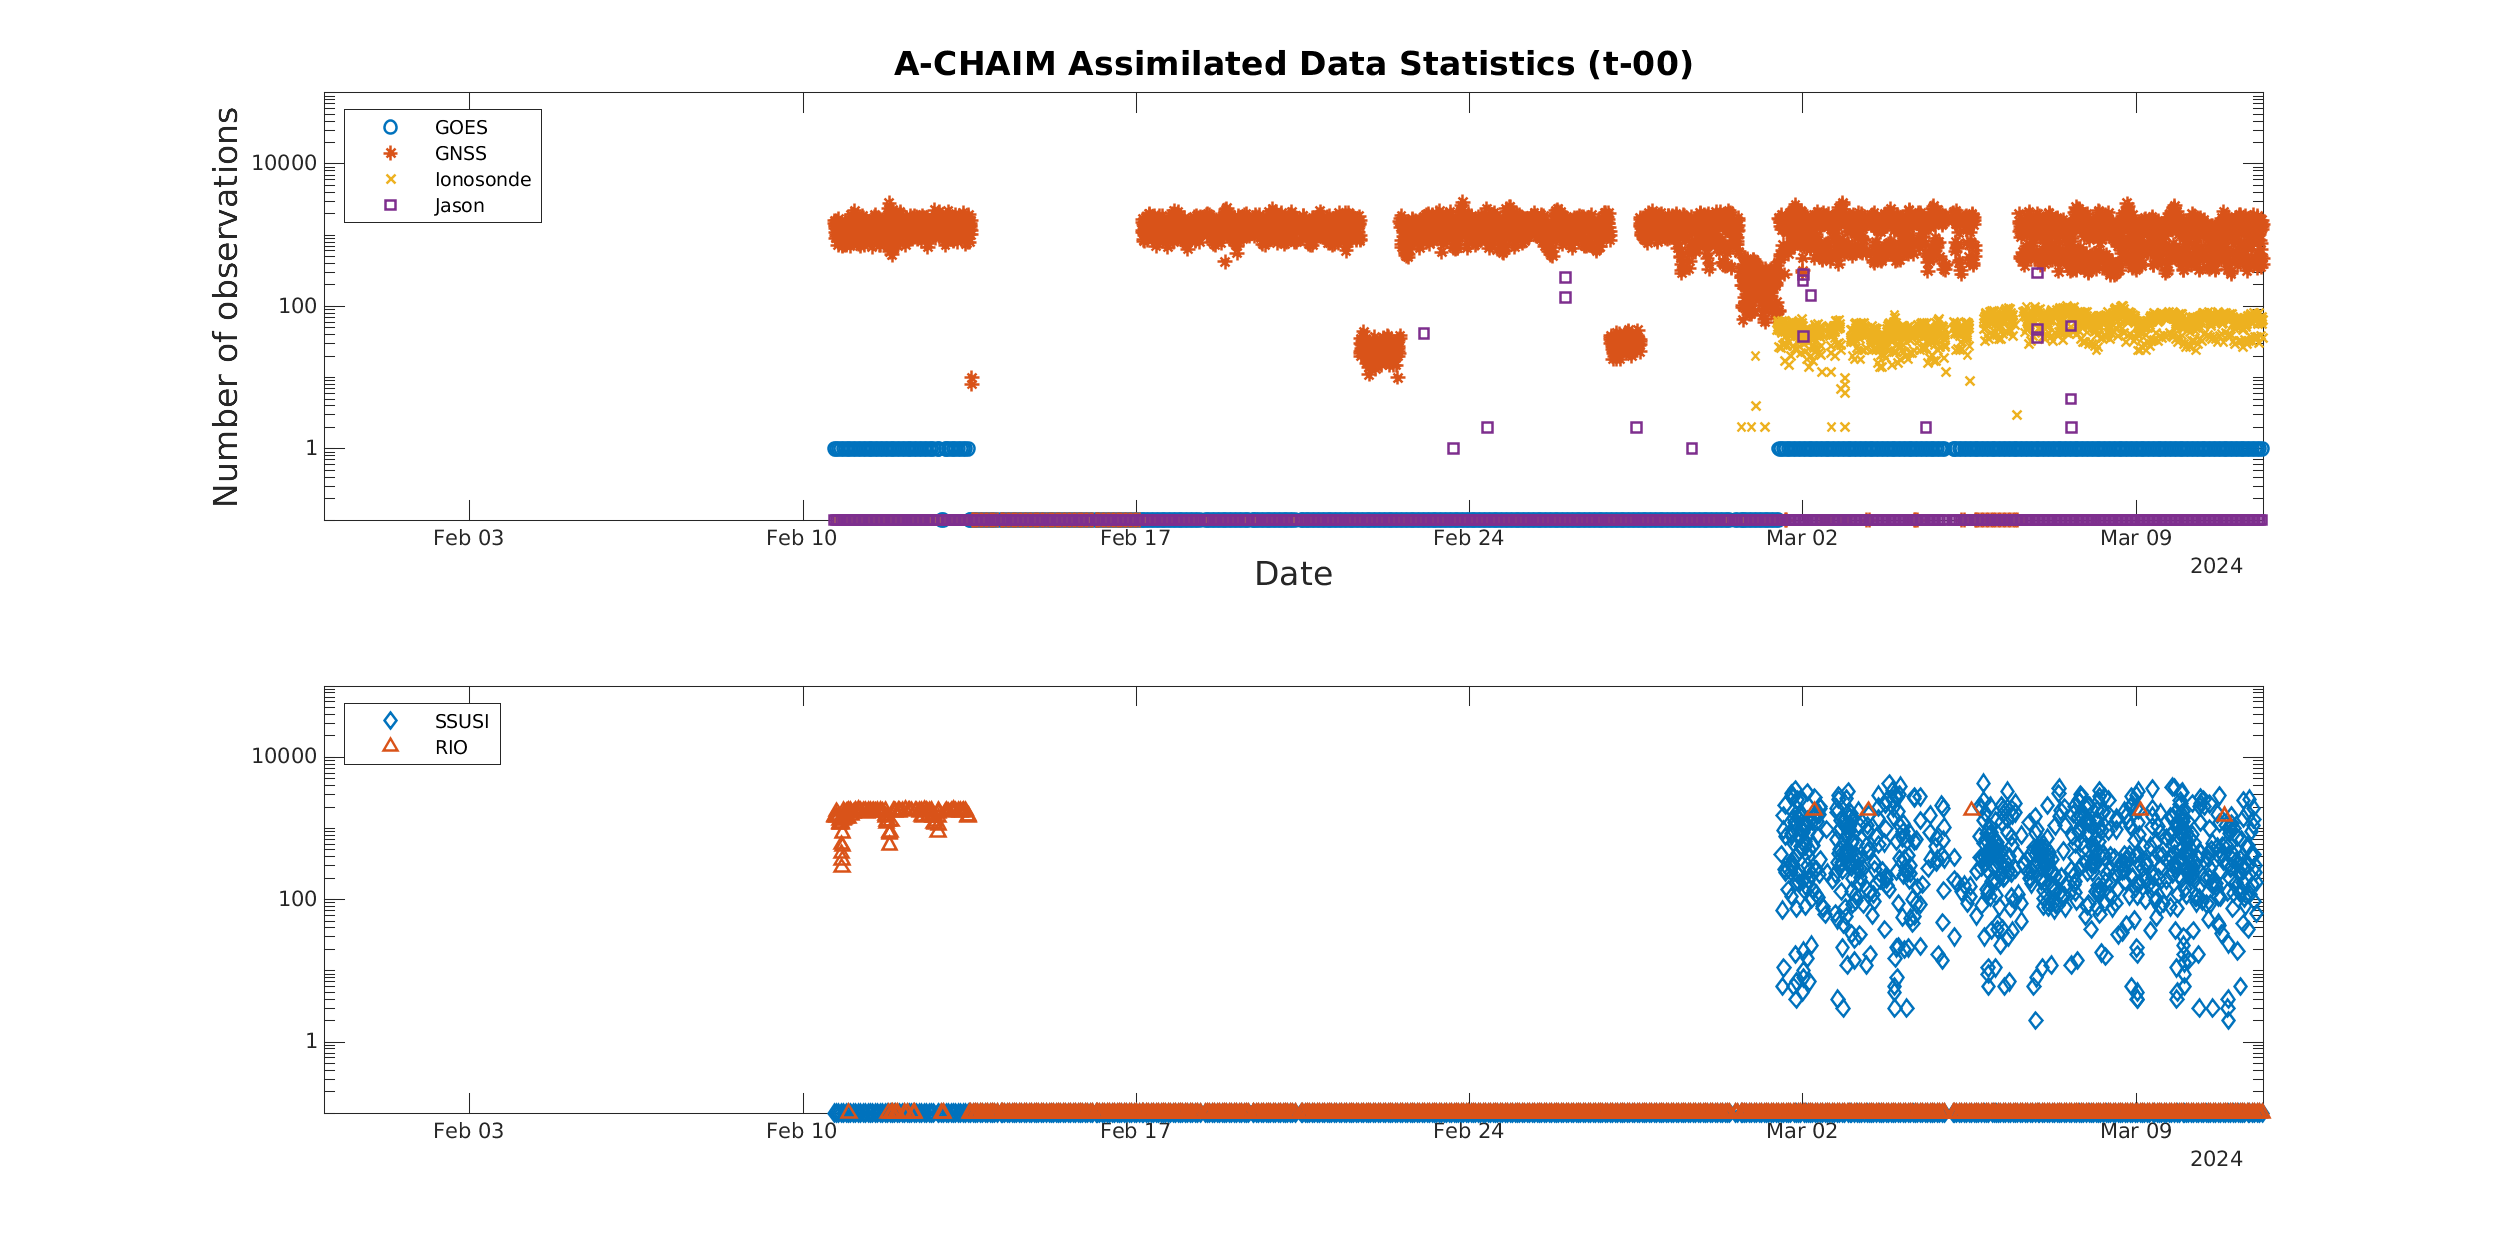 A-CHAIM Assimilated Data Statistics (t-00)
Number of observations
GOES
GNSS
Ionosonde
Jason
10000
100
1
Feb 03 Feb 10 Feb 17 Feb 24 Mar 02 Mar 09
2024
Date
SSUSI
RIO
10000
100
1
Feb 03 Feb 10 Feb 17 Feb 24 Mar 02 Mar 09
2024